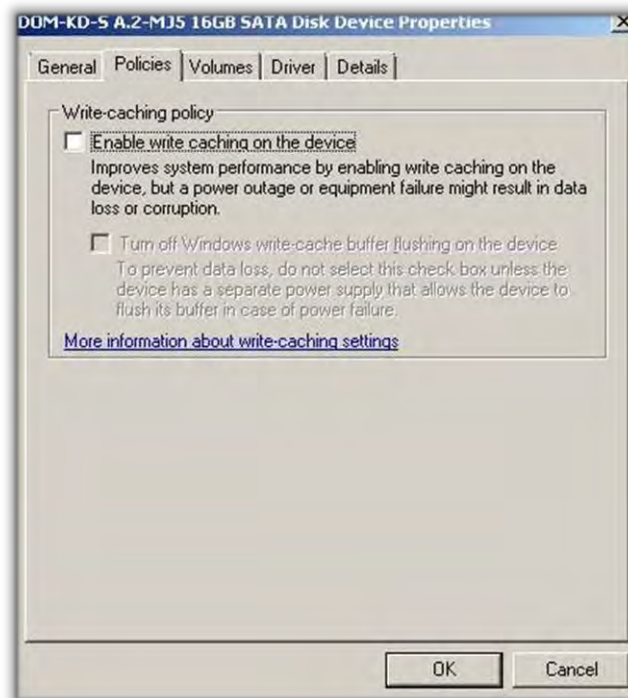 DOM-KD-S A.2-MJ5 16GB SATA Disk Device Properties
General Policies Volumes Driver Details
Write-caching policy
Enable write caching on the device
Improves system performance by enabling write caching on the
device, but a power outage or equipment failure might result in data
loss or corruption.
Turn off Windows write-cache buffer flushing on the device
To prevent data loss, do not select this check box unless the
device has a separate power supply that allows the device to
flush its buffer in case of power failure.
More information about write-caching settings
OK Cancel